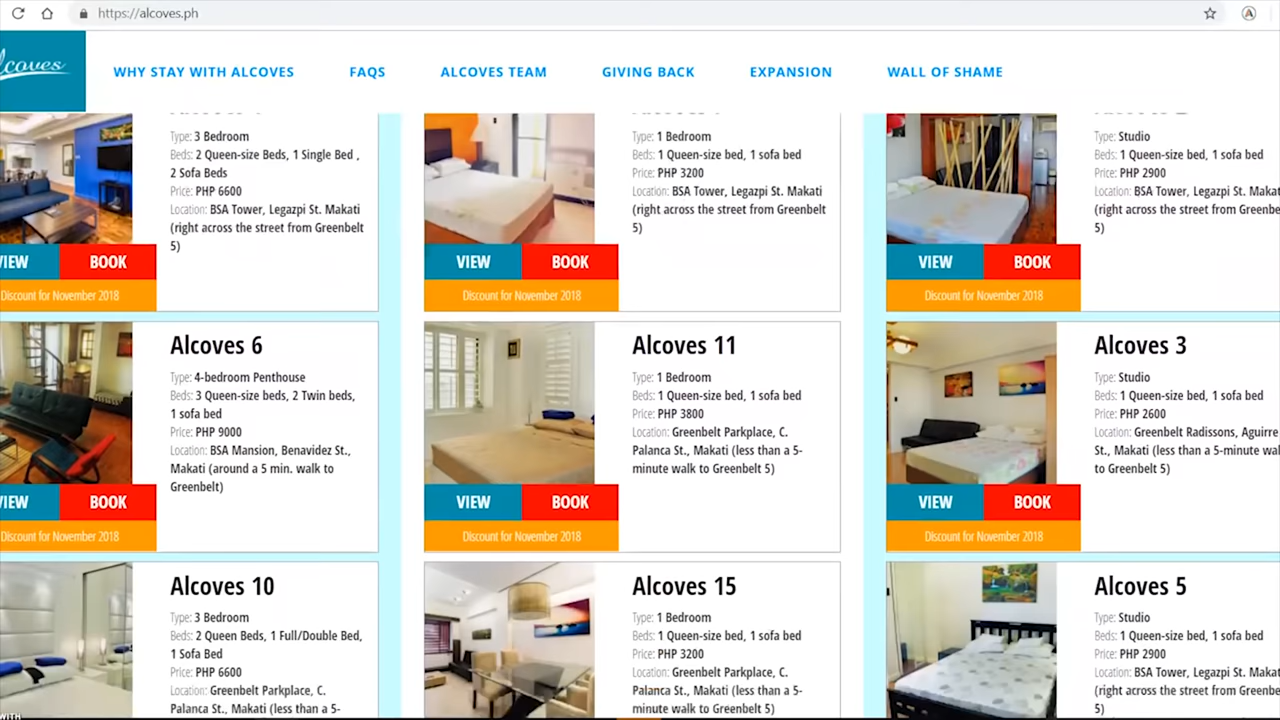 https://alcoves.ph
WHY STAY WITH ALCOVES
FAQS
ALCOVES TEAM
GIVING BACK
EXPANSION
WALL OF SHAME
Type: 3 Bedroom
Beds: 2 Queen-size Beds, 1 Single Bed ,
2 Sofa Beds
Price: PHP 6600
Location: BSA Tower, Legazpi St. Makati
(right across the street from Greenbelt
5)
BOOK
Discount for November 2018
Type: 1 Bedroom
Beds: 1 Queen-size bed, 1 sofa bed
Price: PHP 3200
Location: BSA Tower, Legazpi St. Makati
(right across the street from Greenbelt
5)
VIEW
BOOK
Discount for November 2018
Type: Studio
Beds: 1 Queen-size bed, 1 sofa bed
Price: PHP 2900
Location: BSA Tower, Legazpi St. Makat
(right across the street from Greenbe
5)
VIEW
BOOK
Discount for November 2018
Alcoves 6
Type: 4-bedroom Penthouse
Beds: 3 Queen-size beds, 2 Twin beds,
1 sofa bed
Price: PHP 9000
Location: BSA Mansion, Benavidez St.,
Makati (around a 5 min. walk to
Greenbelt)
BOOK
Discount for November 2018
Alcoves 11
Type: 1 Bedroom
Beds: 1 Queen-size bed, 1 sofa bed
Price: PHP 3800
Location: Greenbelt Parkplace, C.
Palanca St., Makati (less than a 5-
minute walk to Greenbelt 5)
VIEW
BOOK
Discount for November 2018
Alcoves 3
Type: Studio
Beds: 1 Queen-size bed, 1 sofa bed
Price: PHP 2600
Location: Greenbelt Radissons, Aguirre
St., Makati (less than a 5-minute wa
to Greenbelt 5)
VIEW
BOOK
Discount for November 2018
Alcoves 10
Type: 3 Bedroom
Beds: 2 Queen Beds, 1 Full/Double Bed,
1 Sofa Bed
Price: PHP 6600
Location: Greenbelt Parkplace, C.
Palanca St., Makati (less than a 5-
Alcoves 15
Type: 1 Bedroom
Beds: 1 Queen-size bed, 1 sofa bed
Price: PHP 3200
Location: Greenbelt Parkplace, C.
Palanca St., Makati (less than a 5-
minute walk to Greenbelt 5)
Alcoves 5
Type: Studio
Beds: 1 Queen-size bed, 1 sofa bed
Price: PHP 2900
Location: BSA Tower, Legazpi St. Makat
(right across the street from Greenbe
5)